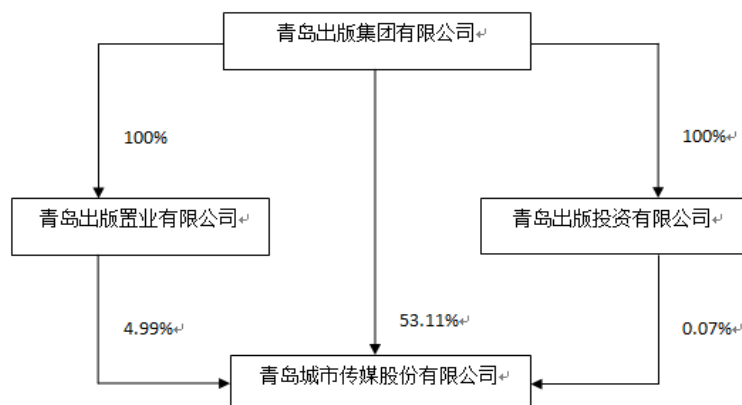 青岛出版集团有限公司
100%
100%
青岛出版置业有限公司
青岛出版投资有限公司
4.99%
53.11%
0.07%
青岛城市传媒股份有限公司